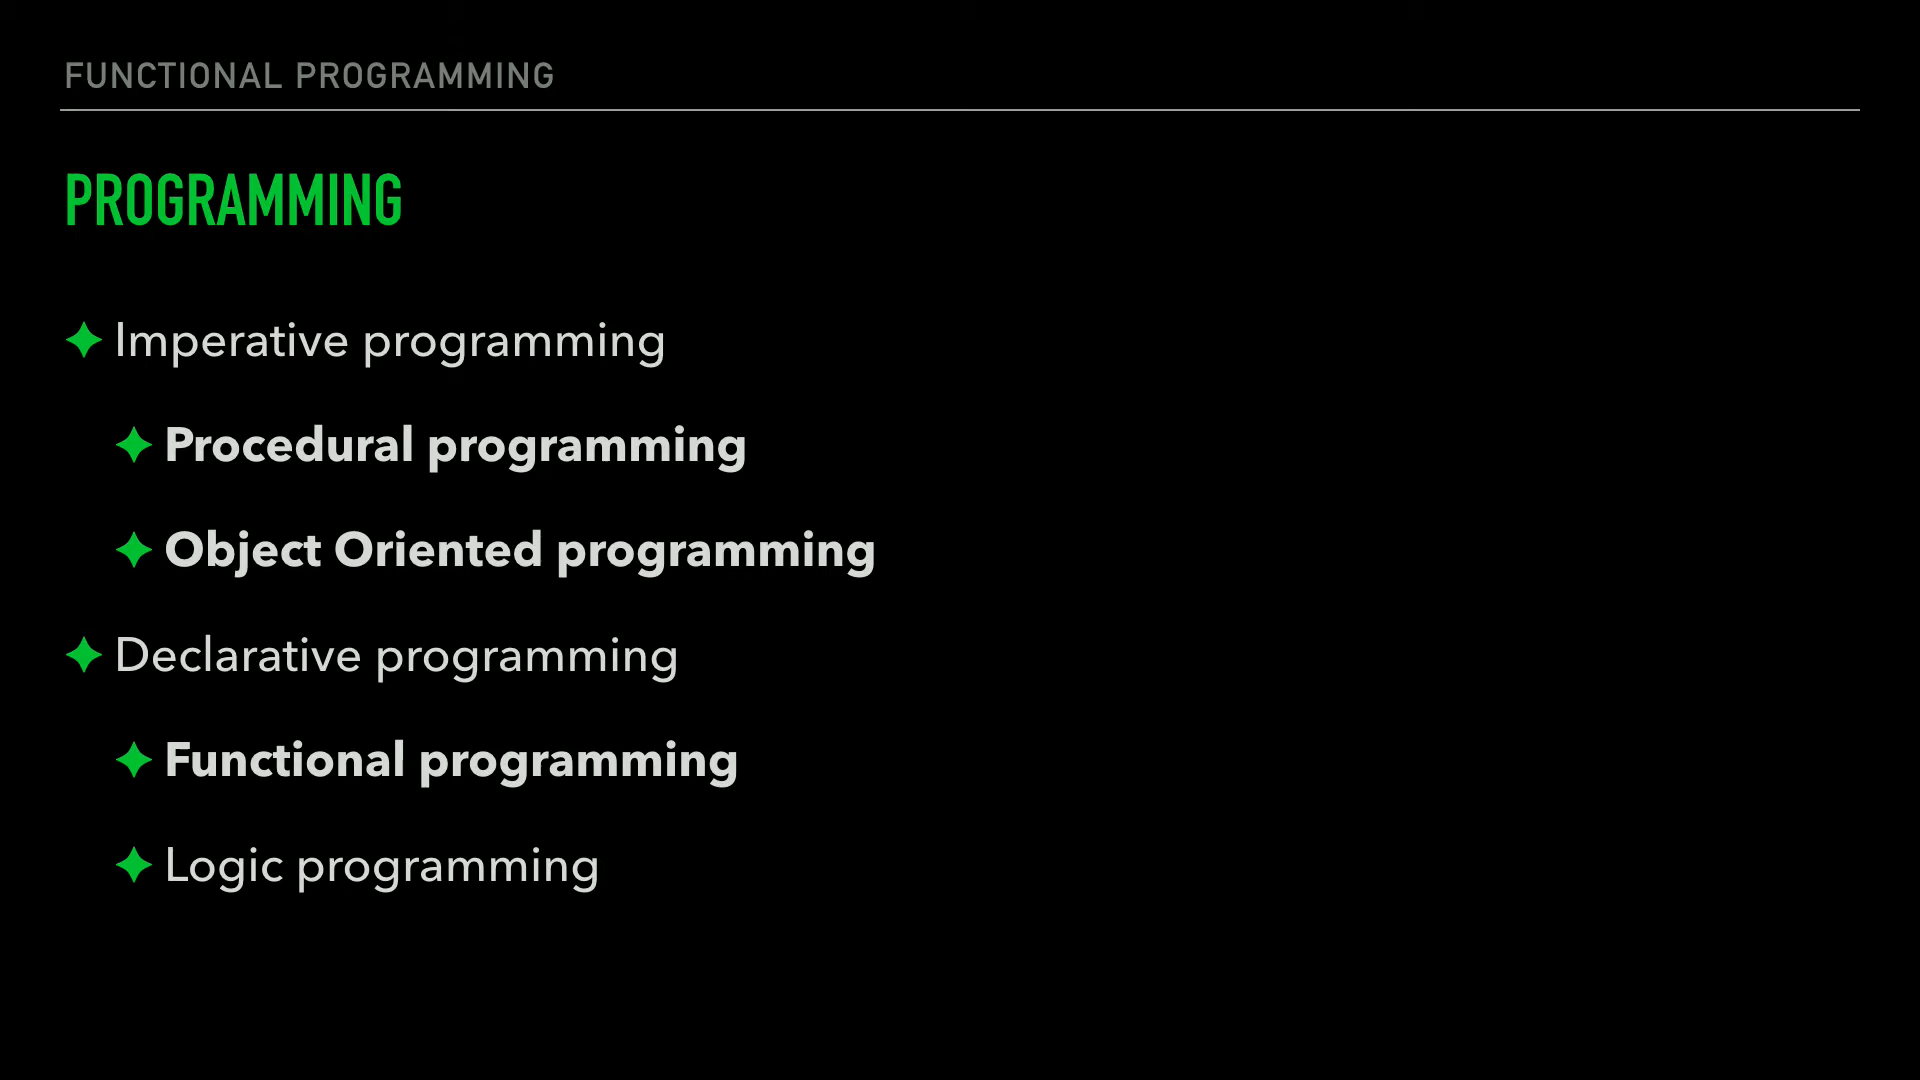 FUNCTIONAL PROGRAMMING
PROGRAMMING
Imperative programming
Procedural programming
Object Oriented programming
Declarative programming
Functional programming
Logic programming